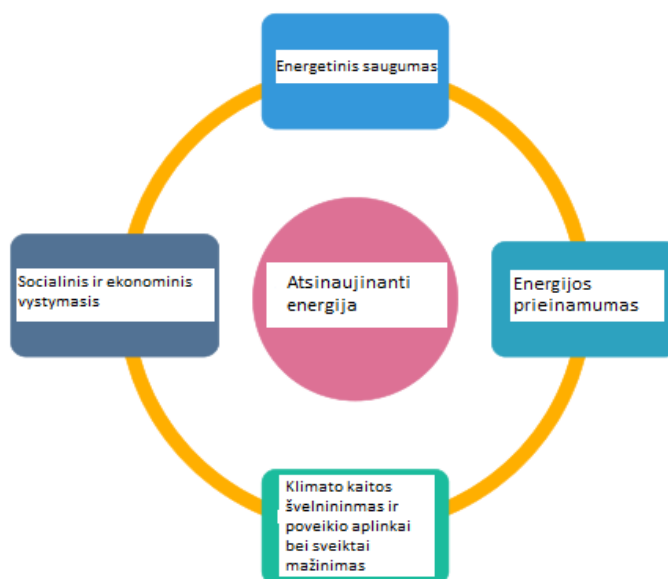 Energetinis saugumas
Socialinis ir ekonominis
vystymasis
Atsinaujinanti
energija
Energijos
prieinamumas
Klimato kaitos
švelnininmas ir
poveikio aplinkai
bei sveiktai
mažinimas